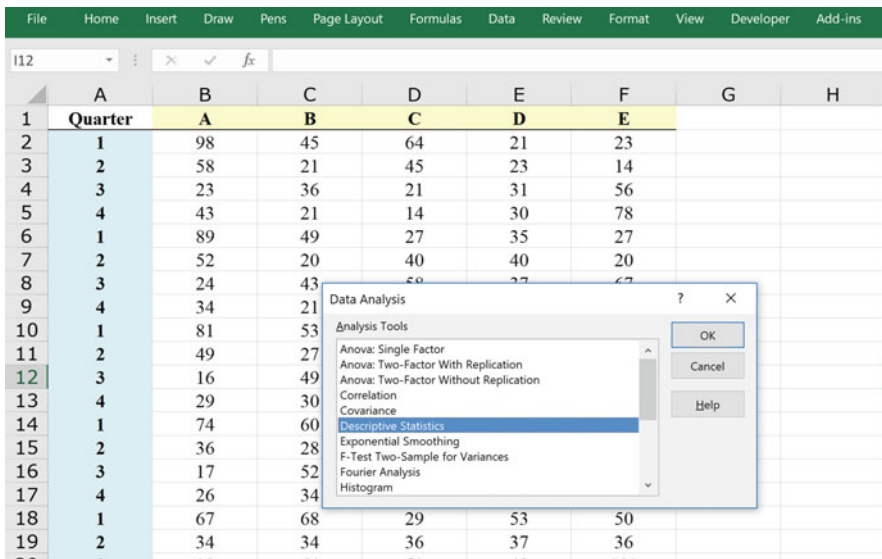 File Home Insert Draw Pens Page Layout Formulas Data Review Format View Developer Add-ins
I12 fx
A B C D E F G H
1 Quarter A B C D E
2 1 98 45 64 21 23
3 2 58 21 45 23 14
4 3 23 36 21 31 56
5 4 43 21 14 30 78
6 1 89 49 27 35 27
7 2 52 20 40 40 20
8 3 24 43
9 4 34 21
10 1 81 53
11 2 49 27
12 3 16 49
13 4 29 30
14 1 74 60
15 2 36 28
16 3 17 52
17 4 26 34
18 1 67 68 29 53 50
19 2 34 34 36 37 36
Data Analysis ?
Analysis Tools
Anova: Single Factor
Anova: Two-Factor With Replication
Anova: Two-Factor Without Replication
Correlation
Covariance
Descriptive Statistics
Exponential Smoothing
F-Test Two-Sample for Variances
Fourier Analysis
Histogram
OK
Cancel
Help